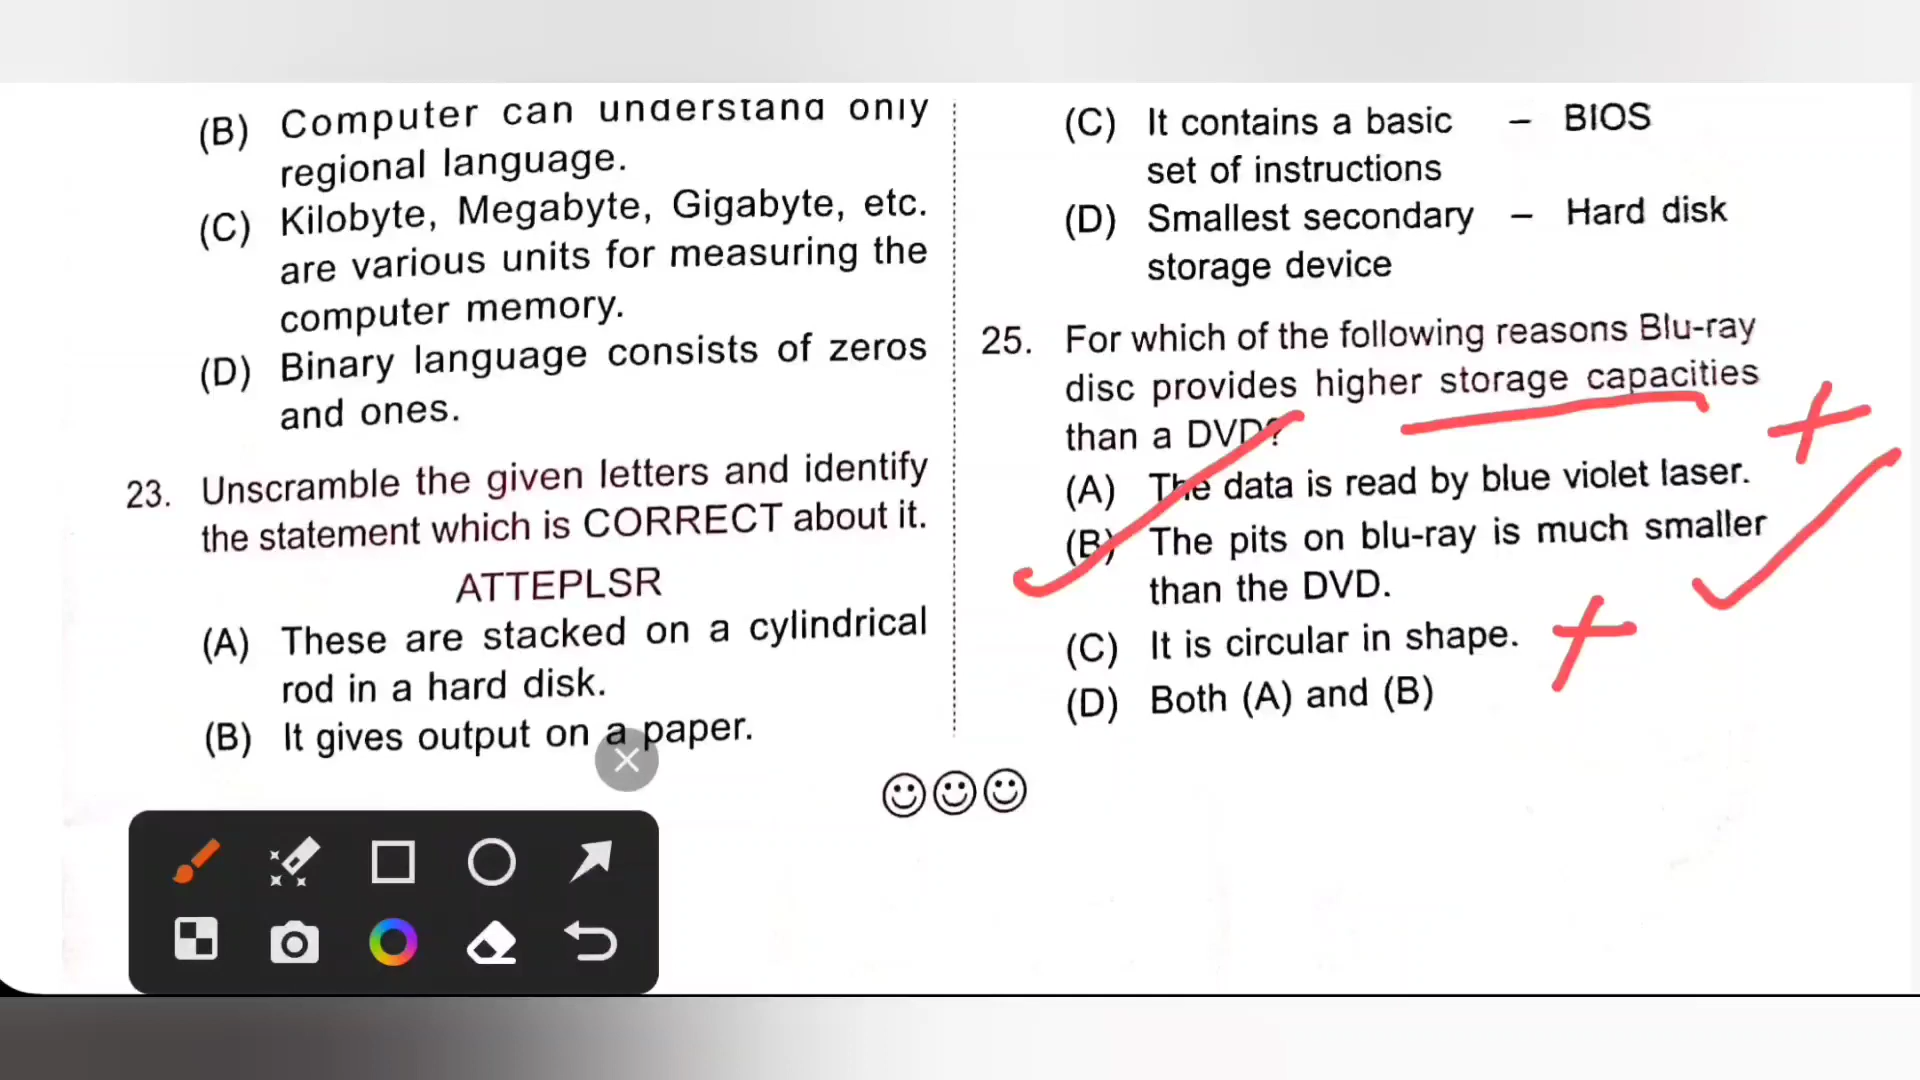 (B) Computer can understand only
regional language.
(C) Kilobyte, Megabyte, Gigabyte, etc.
are various units for measuring the
computer memory.
(D) Binary language consists of zeros
and ones.
23. Unscramble the given letters and identify
the statement which is CORRECT about it.
ATTEPLSR
(A) These are stacked on a cylindrical
rod in a hard disk.
(B) It gives output on a paper.
(C) It contains a basic – BIOS
set of instructions
(D) Smallest secondary – Hard disk
storage device
25. For which of the following reasons Blu-ray
disc provides higher storage capacities
than a DVD?
(A) The data is read by blue violet laser.
(B) The pits on blu-ray is much smaller
than the DVD.
(C) It is circular in shape.
(D) Both (A) and (B)